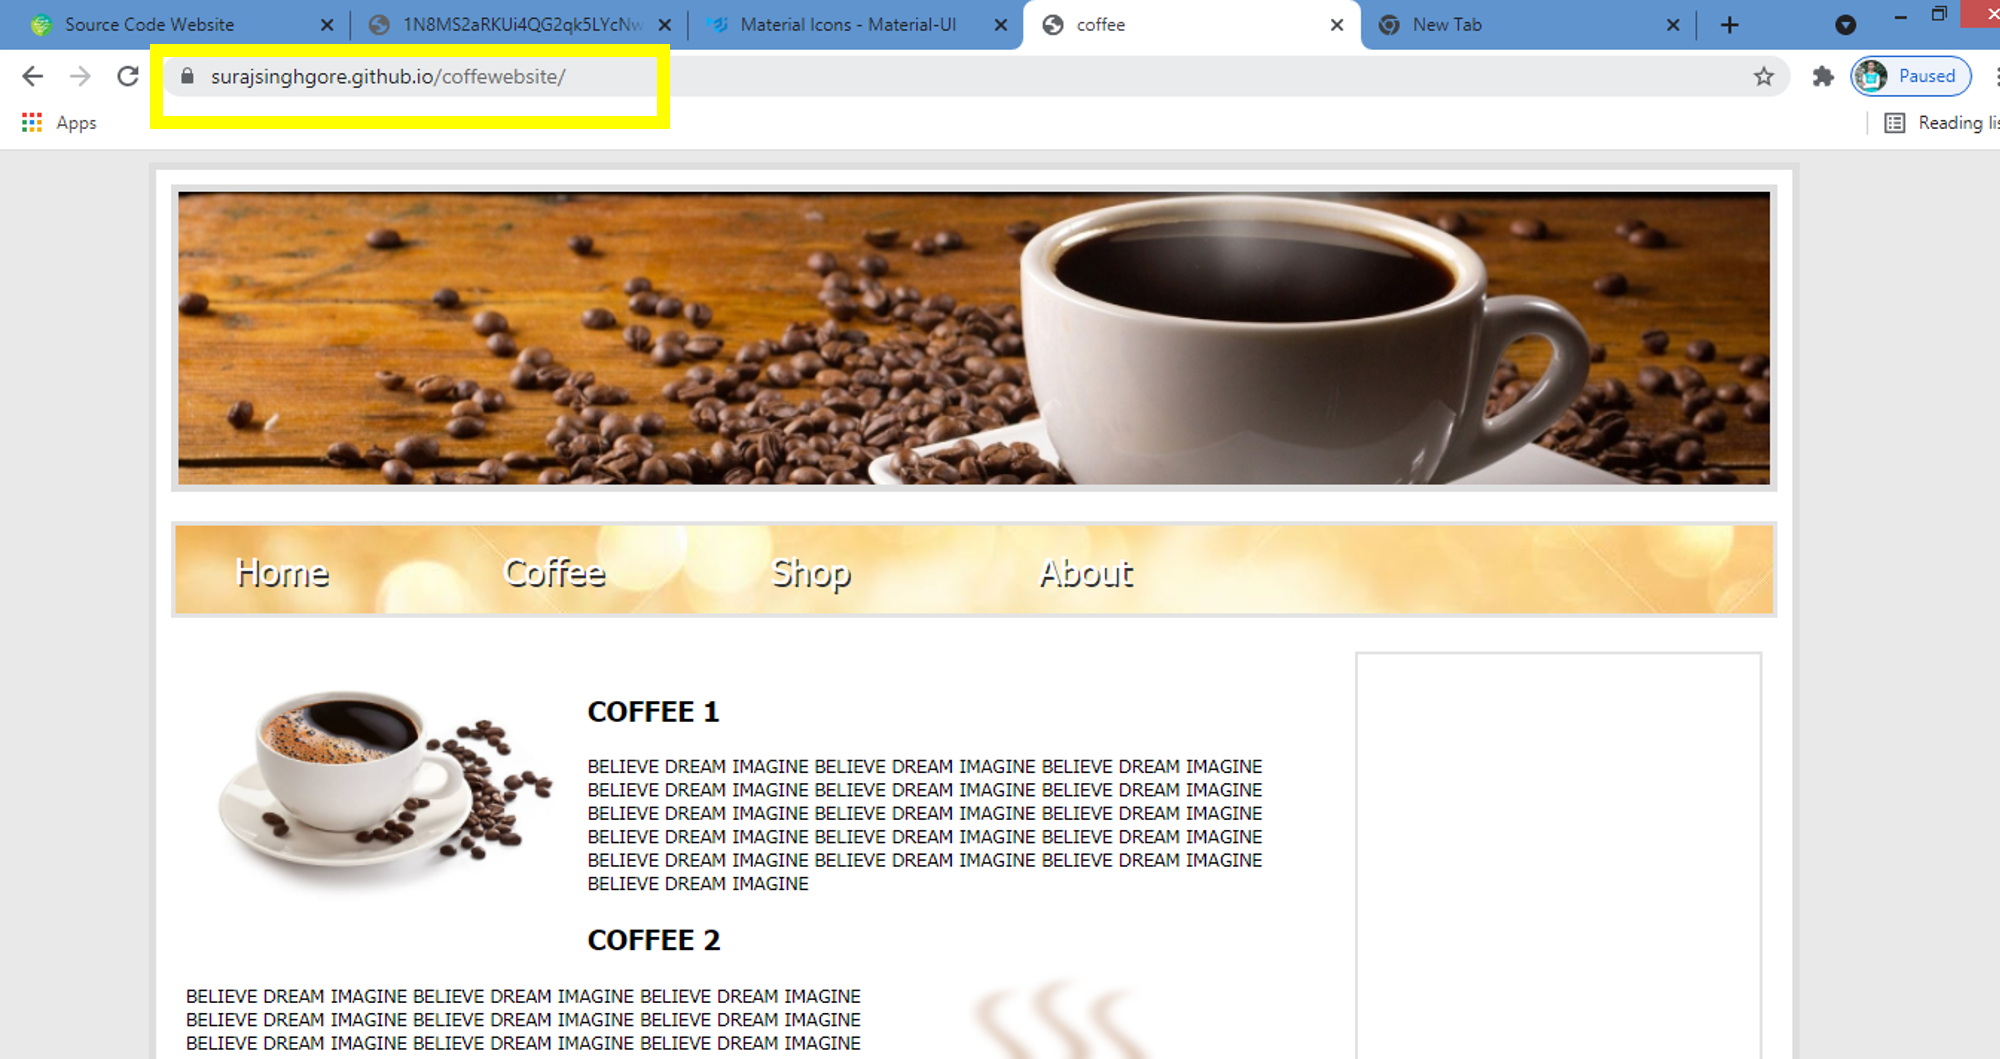 Source Code Website
1N8MS2aRKUi4QG2qk5LYcNw
Material Icons - Material-UI
coffee
New Tab
surajsinghgore.github.io/coffewebsite/
Paused
Apps
Reading lis
Home Coffee Shop About
COFFEE 1
BELIEVE DREAM IMAGINE BELIEVE DREAM IMAGINE BELIEVE DREAM IMAGINE
BELIEVE DREAM IMAGINE BELIEVE DREAM IMAGINE BELIEVE DREAM IMAGINE
BELIEVE DREAM IMAGINE BELIEVE DREAM IMAGINE BELIEVE DREAM IMAGINE
BELIEVE DREAM IMAGINE BELIEVE DREAM IMAGINE BELIEVE DREAM IMAGINE
BELIEVE DREAM IMAGINE BELIEVE DREAM IMAGINE BELIEVE DREAM IMAGINE
BELIEVE DREAM IMAGINE
COFFEE 2
BELIEVE DREAM IMAGINE BELIEVE DREAM IMAGINE BELIEVE DREAM IMAGINE
BELIEVE DREAM IMAGINE BELIEVE DREAM IMAGINE BELIEVE DREAM IMAGINE
BELIEVE DREAM IMAGINE BELIEVE DREAM IMAGINE BELIEVE DREAM IMAGINE